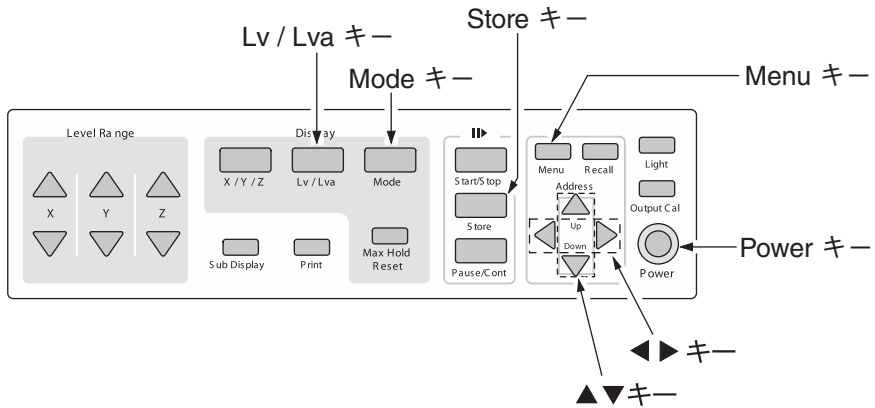 Store キー
Lv / Lva キー
Mode キー
Menu キー
Level Range
Display
X / Y / Z
Lv / Lva
Mode
Start/Stop
Menu
Recall
Light
X
Y
Z
Address
Store
Output Cal
Up
Down
Sub Display
Print
Max Hold
Reset
Pause/Cont
Power
Power キー
◀ ▶ キー
▲ ▼ キー